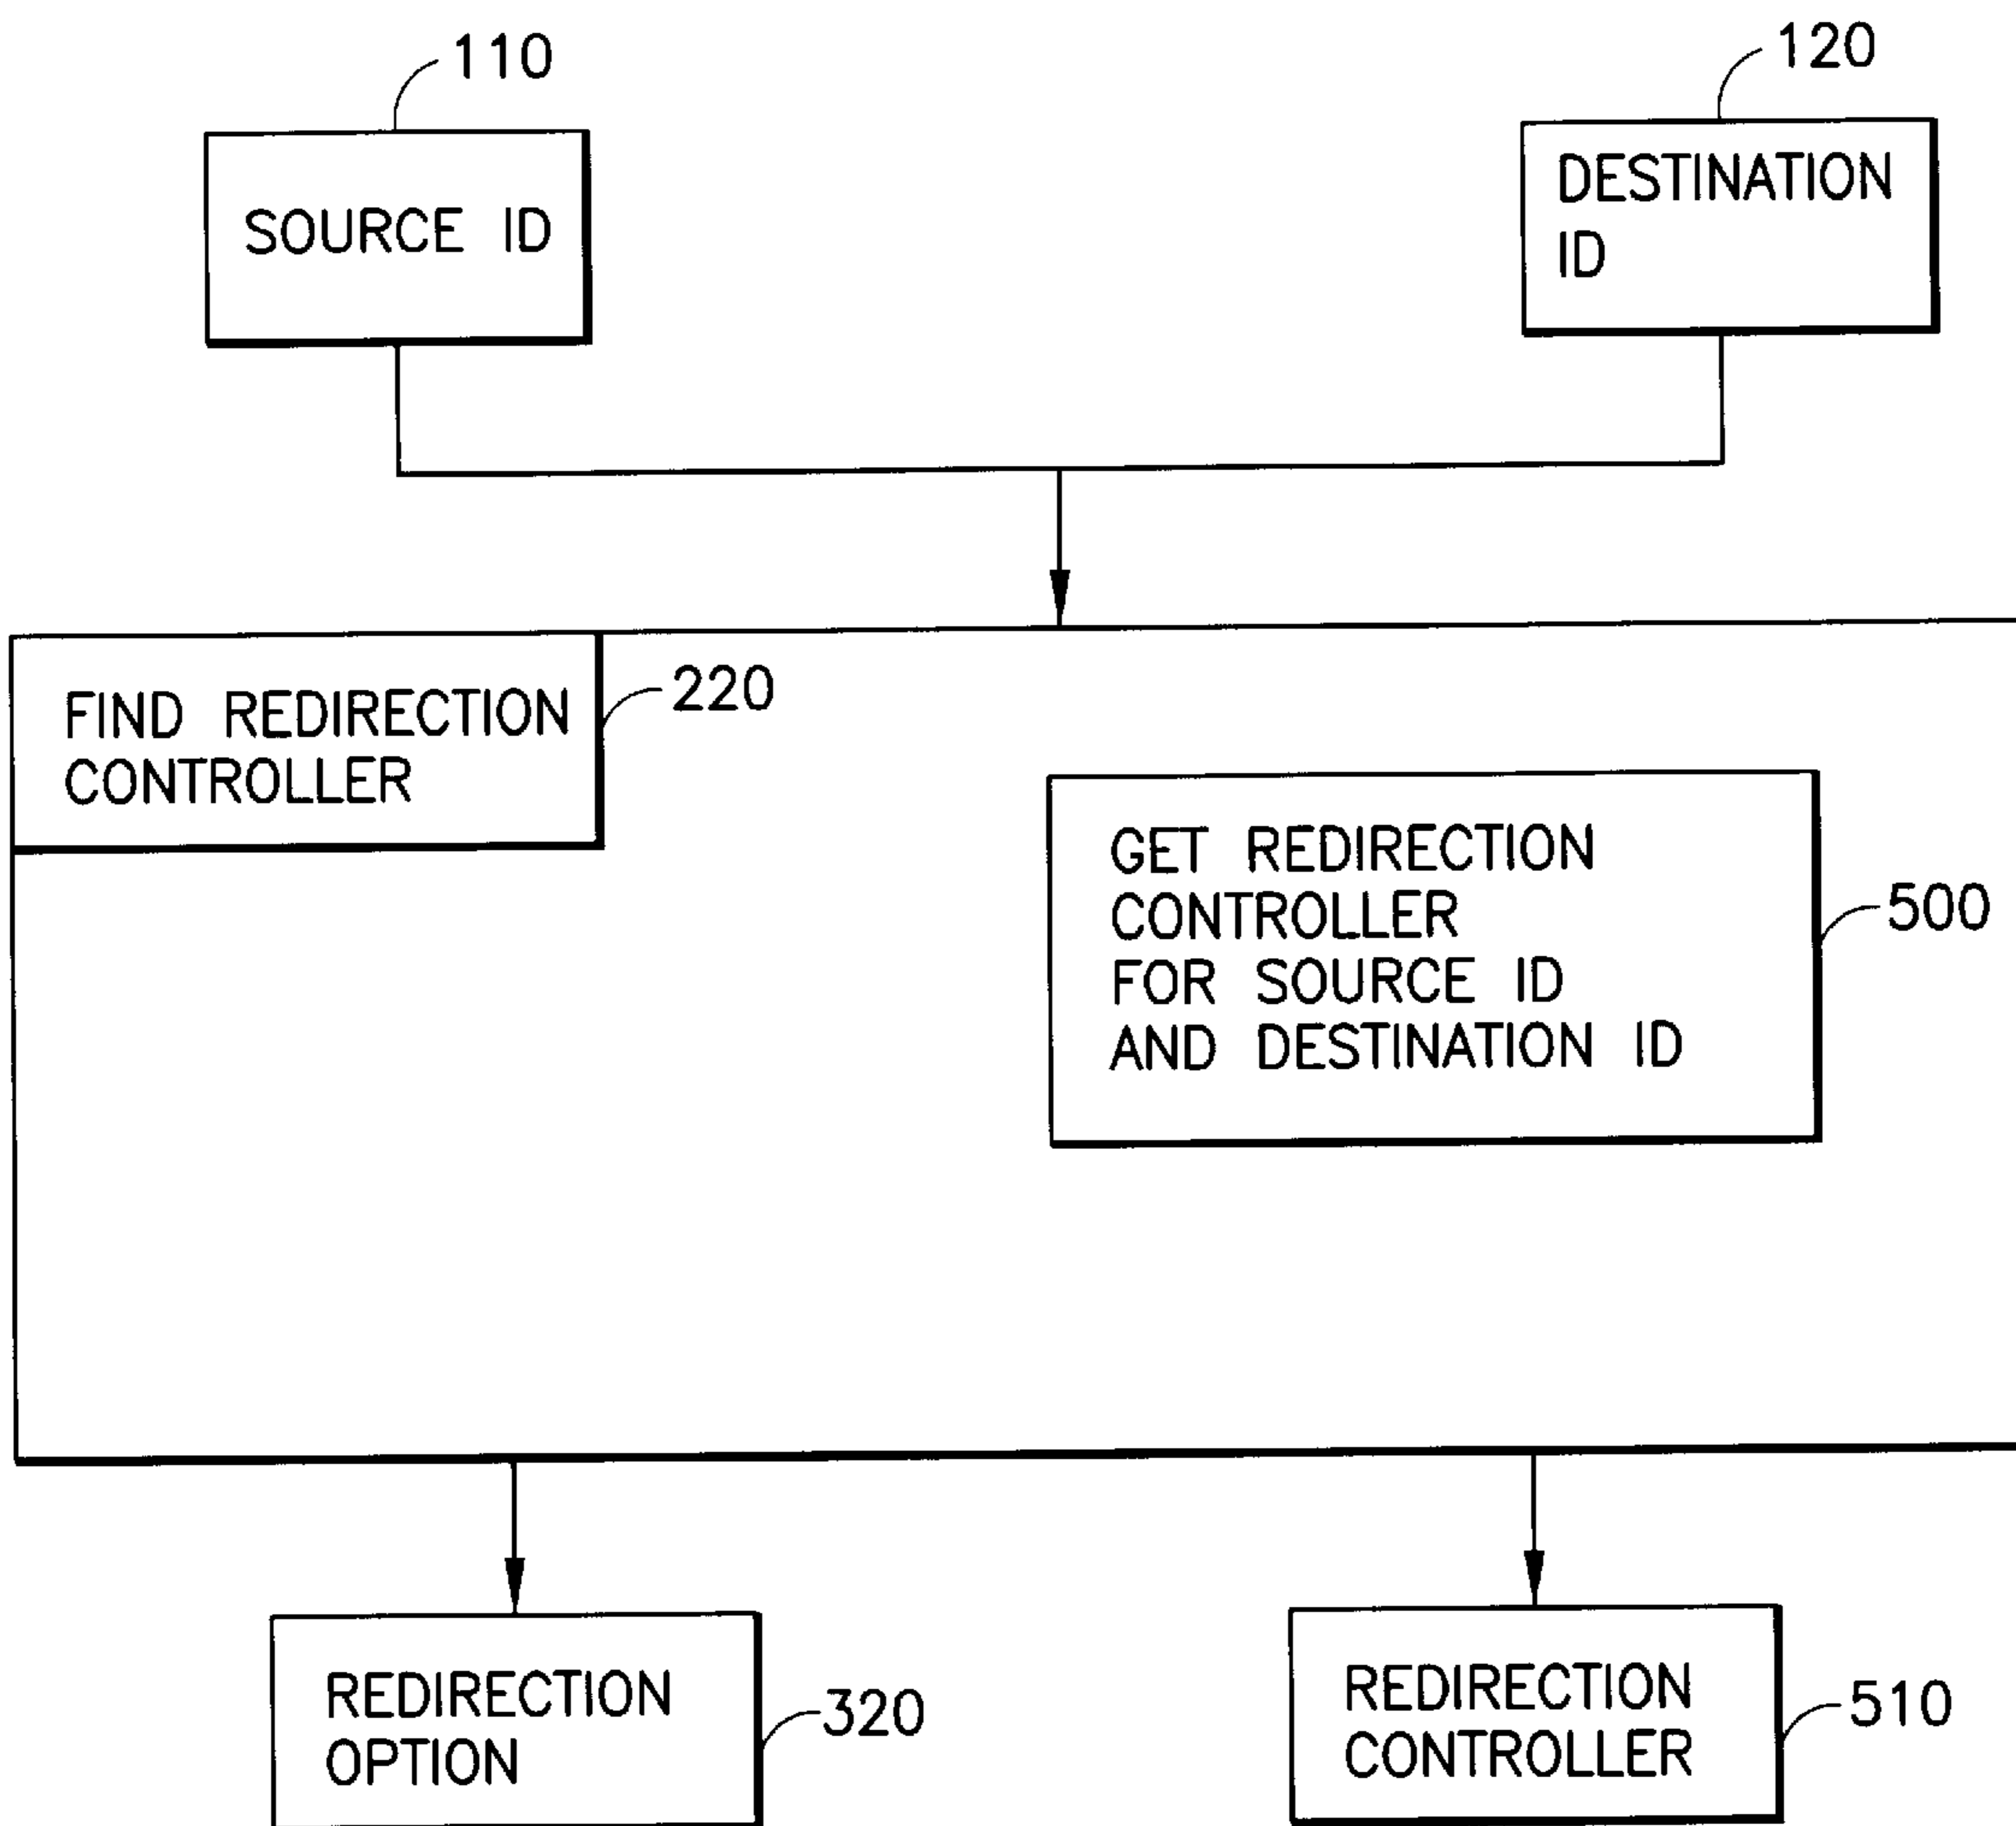 110
120
SOURCE ID
DESTINATION
ID
FIND REDIRECTION
CONTROLLER
220
GET REDIRECTION
CONTROLLER
FOR SOURCE ID
AND DESTINATION ID
500
REDIRECTION
OPTION
320
REDIRECTION
CONTROLLER
510